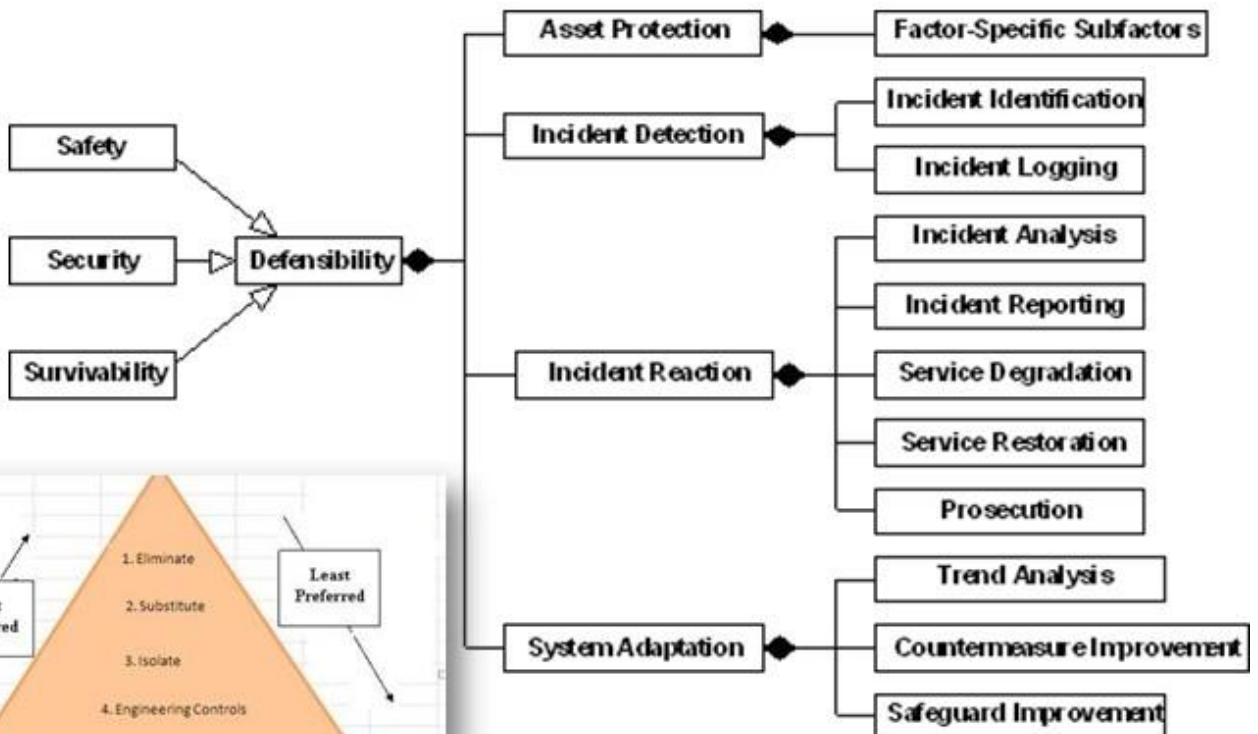 Safety
Security
Survivability
Defensibility
Asset Protection
Incident Detection
Incident Reaction
System Adaptation
Factor-Specific Subfactors
Incident Identification
Incident Logging
Incident Analysis
Incident Reporting
Service Degradation
Service Restoration
Prosecution
Trend Analysis
Countermeasure Improvement
Safeguard Improvement
1. Eliminate
2. Substitute
3. Isolate
4. Engineering Controls
Least
Preferred